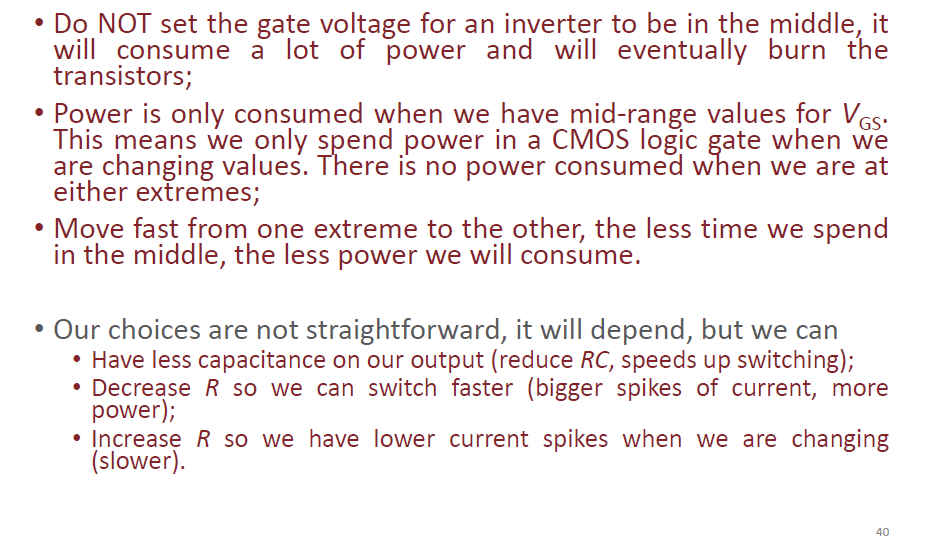 • Do NOT set the gate voltage for an inverter to be in the middle, it
will consume a lot of power and will eventually burn the
transistors;
• Power is only consumed when we have mid-range values for VGS.
This means we only spend power in a CMOS logic gate when we
are changing values. There is no power consumed when we are at
either extremes;
• Move fast from one extreme to the other, the less time we spend
in the middle, the less power we will consume.
• Our choices are not straightforward, it will depend, but we can
• Have less capacitance on our output (reduce RC, speeds up switching);
• Decrease R so we can switch faster (bigger spikes of current, more
power);
• Increase R so we have lower current spikes when we are changing
(slower).
40